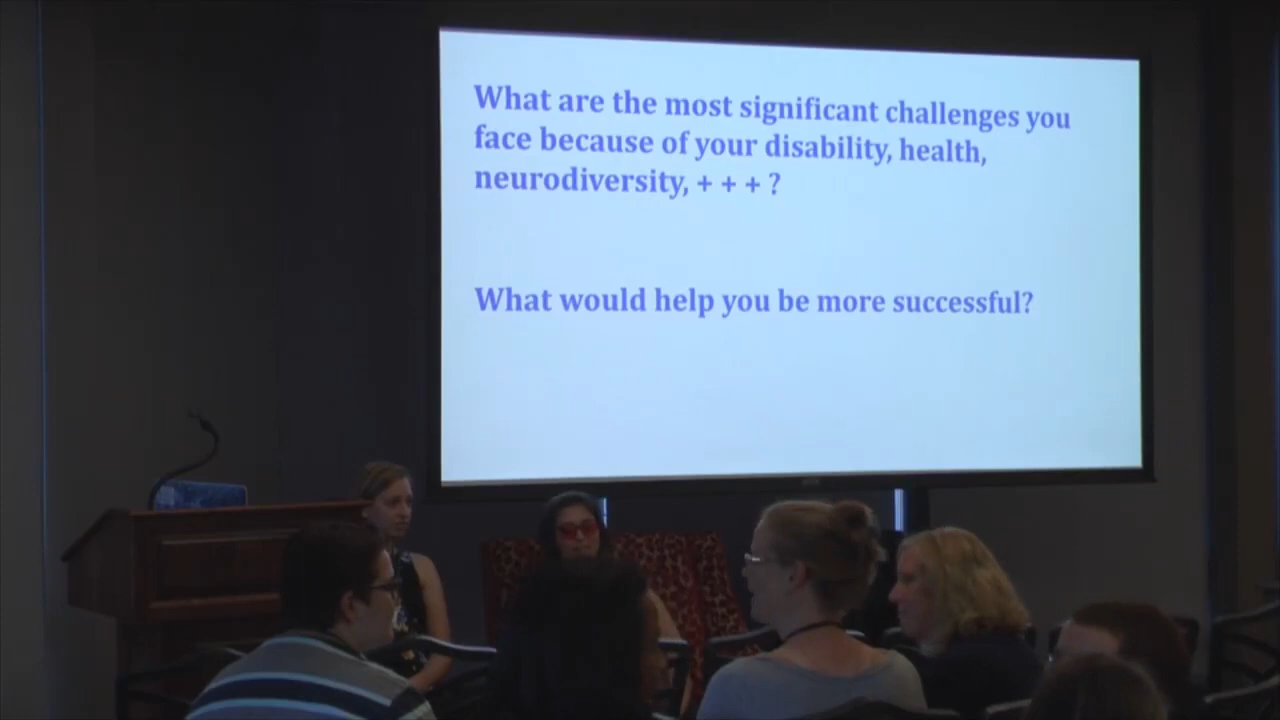 What are the most significant challenges you
face because of your disability, health,
neurodiversity, + + + ?
What would help you be more successful?